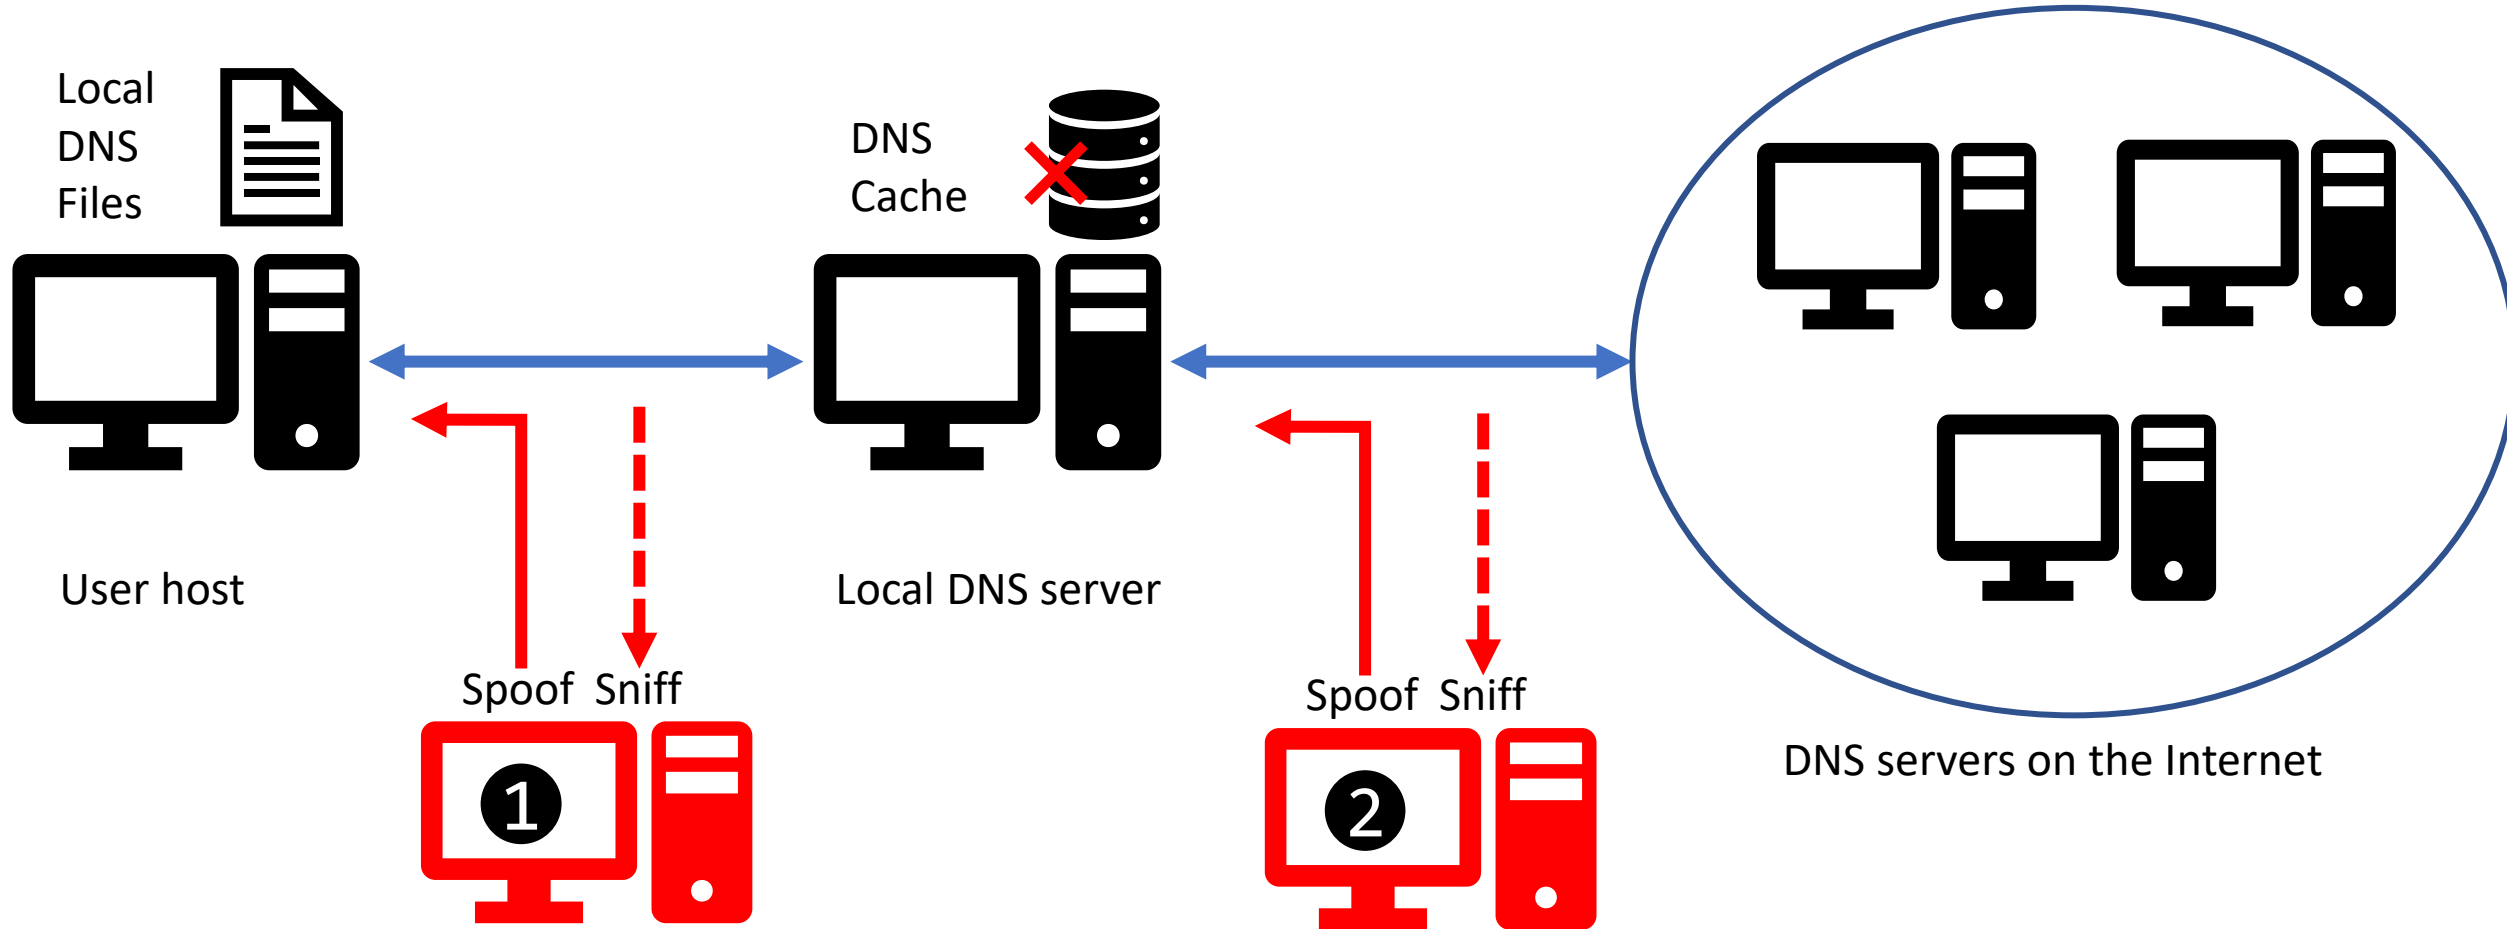 Local
DNS
Files
DNS
Cache
User host
Local DNS server
Spoof Sniff
Spoof Sniff
1
2
DNS servers on the Internet